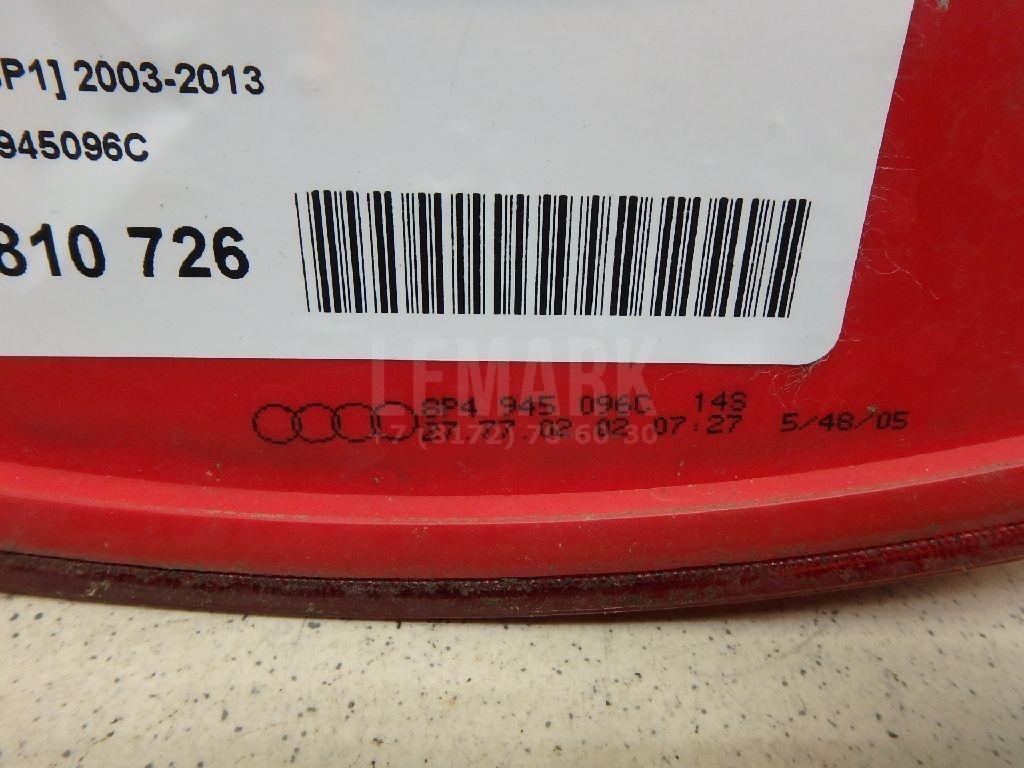 P1] 2003-2013
945096C
810 726
LEMARK
8P4 945 096C 148
27 77 02 02 07:27 5/48/05
+7 (8172) 70-60-30